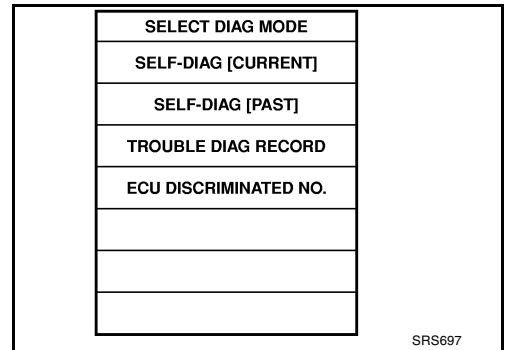 SELECT DIAG MODE
SELF-DIAG [CURRENT]
SELF-DIAG [PAST]
TROUBLE DIAG RECORD
ECU DISCRIMINATED NO.
SRS697